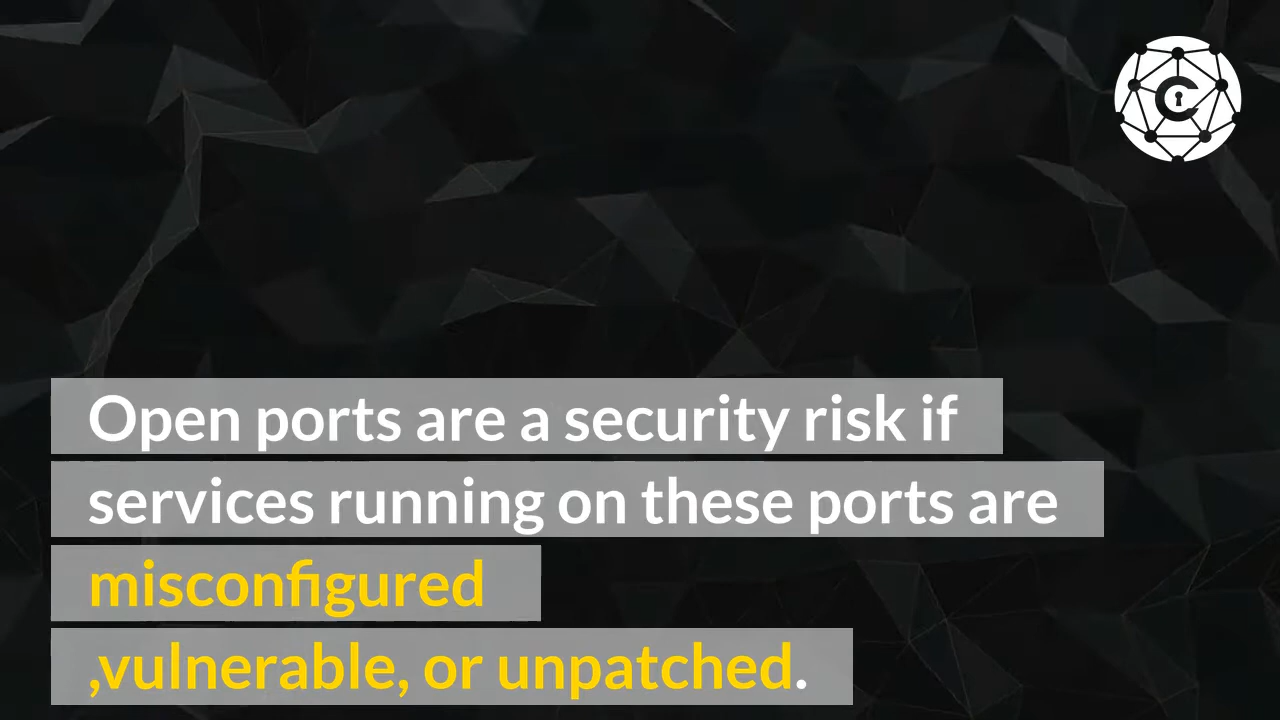 Open ports are a security risk if
services running on these ports are
misconfigured
,vulnerable, or unpatched.